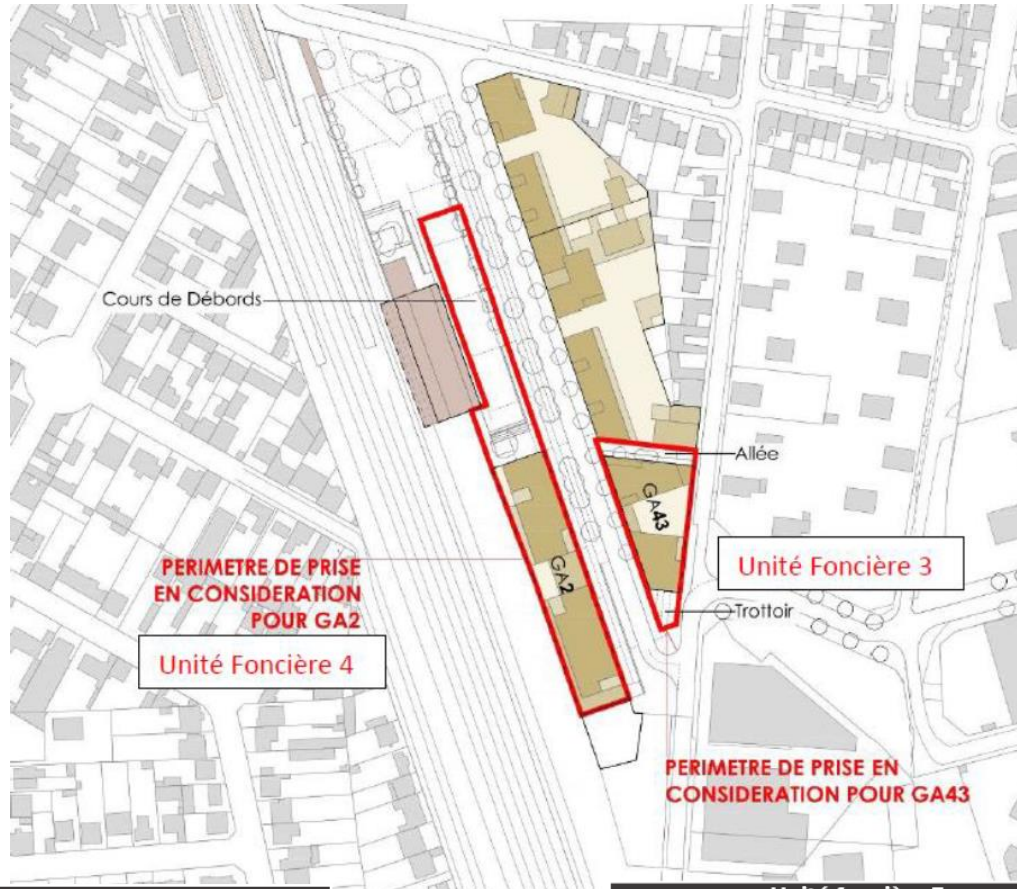 Cours de Débords
Allée
GA43
Unité Foncière 3
PERIMETRE DE PRISE
EN CONSIDERATION
POUR GA2
GA2
Trottoir
Unité Foncière 4
PERIMETRE DE PRISE EN
CONSIDERATION POUR GA43